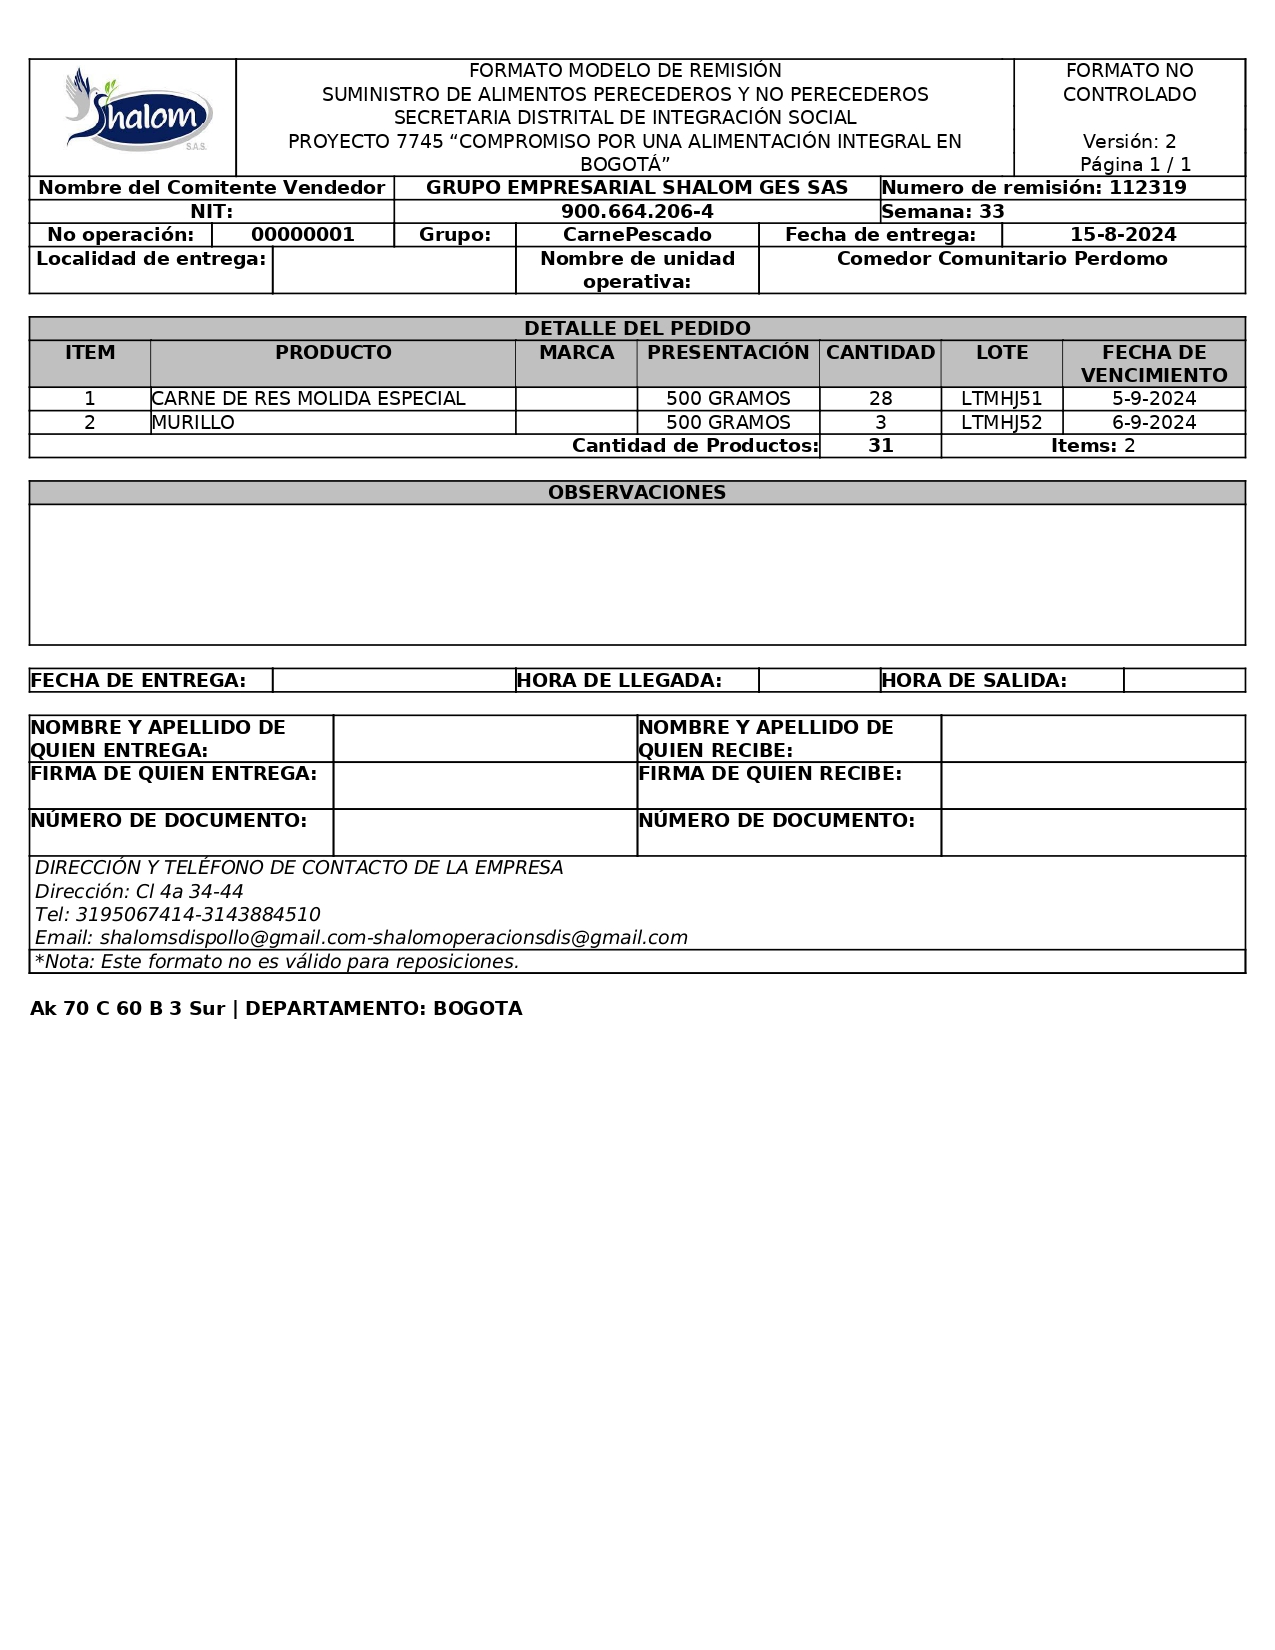 Shalom
S.A.S.
FORMATO MODELO DE REMISIÓN
SUMINISTRO DE ALIMENTOS PERECEDEROS Y NO PERECEDEROS
SECRETARIA DISTRITAL DE INTEGRACIÓN SOCIAL
PROYECTO 7745 “COMPROMISO POR UNA ALIMENTACIÓN INTEGRAL EN
BOGOTÁ”
FORMATO NO
CONTROLADO
Versión: 2
Página 1 / 1
Nombre del Comitente Vendedor GRUPO EMPRESARIAL SHALOM GES SAS Numero de remisión: 112319
NIT: 900.664.206-4 Semana: 33
No operación: 00000001 Grupo: CarnePescado Fecha de entrega: 15-8-2024
Localidad de entrega: Nombre de unidad operativa: Comedor Comunitario Perdomo
DETALLE DEL PEDIDO
ITEM PRODUCTO MARCA PRESENTACIÓN CANTIDAD LOTE FECHA DE VENCIMIENTO
1 CARNE DE RES MOLIDA ESPECIAL 500 GRAMOS 28 LTMHJ51 5-9-2024
2 MURILLO 500 GRAMOS 3 LTMHJ52 6-9-2024
Cantidad de Productos: 31 Items: 2
OBSERVACIONES
FECHA DE ENTREGA: HORA DE LLEGADA: HORA DE SALIDA:
NOMBRE Y APELLIDO DE QUIEN ENTREGA: NOMBRE Y APELLIDO DE QUIEN RECIBE:
FIRMA DE QUIEN ENTREGA: FIRMA DE QUIEN RECIBE:
NÚMERO DE DOCUMENTO: NÚMERO DE DOCUMENTO:
DIRECCIÓN Y TELÉFONO DE CONTACTO DE LA EMPRESA
Dirección: Cl 4a 34-44
Tel: 3195067414-3143884510
Email: shalomsdispollo@gmail.com-shalomoperacionsdis@gmail.com
*Nota: Este formato no es válido para reposiciones.
Ak 70 C 60 B 3 Sur | DEPARTAMENTO: BOGOTA